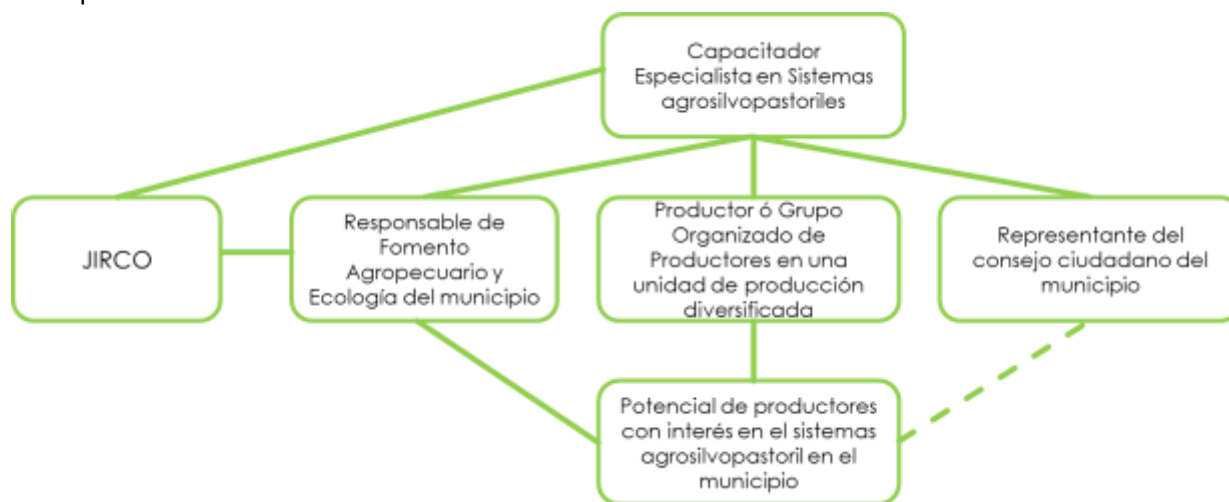 Capacitador
Especialista en Sistemas
agrosilvopastoriles
JIRCO
Responsable de
Fomento
Agropecuario y
Ecología del municipio
Productor ó Grupo
Organizado de
Productores en una
unidad de producción
diversificada
Representante del
consejo ciudadano del
municipio
Potencial de productores
con interés en el sistemas
agrosilvopastoril en el
municipio